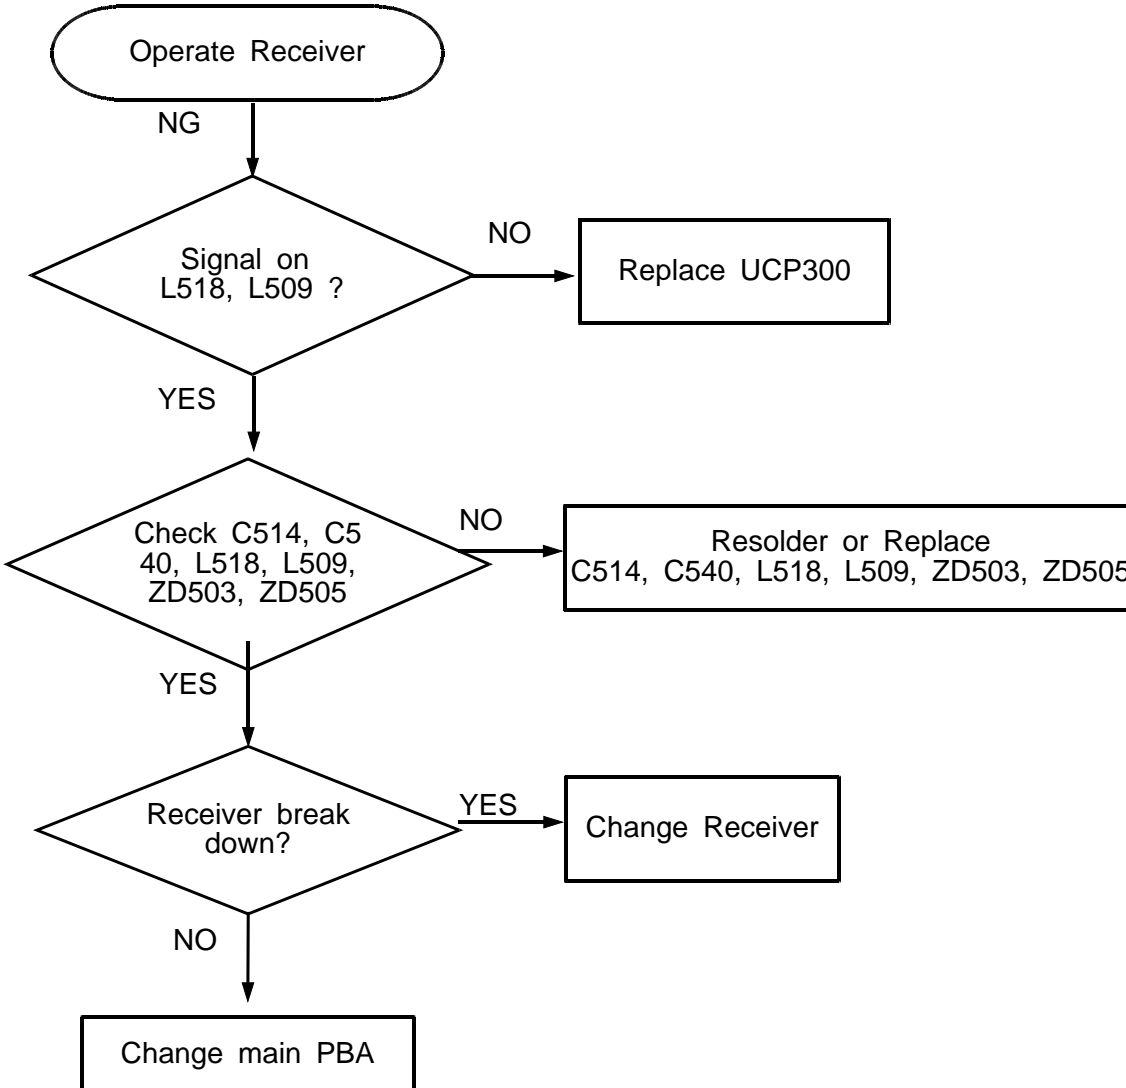 Operate Receiver
NG
Signal on
L518, L509 ?
NO
Replace UCP300
YES
Check C514, C5
40, L518, L509,
ZD503, ZD505
NO
Resolder or Replace
C514, C540, L518, L509, ZD503, ZD505
YES
Receiver break
down?
YES
Change Receiver
NO
Change main PBA